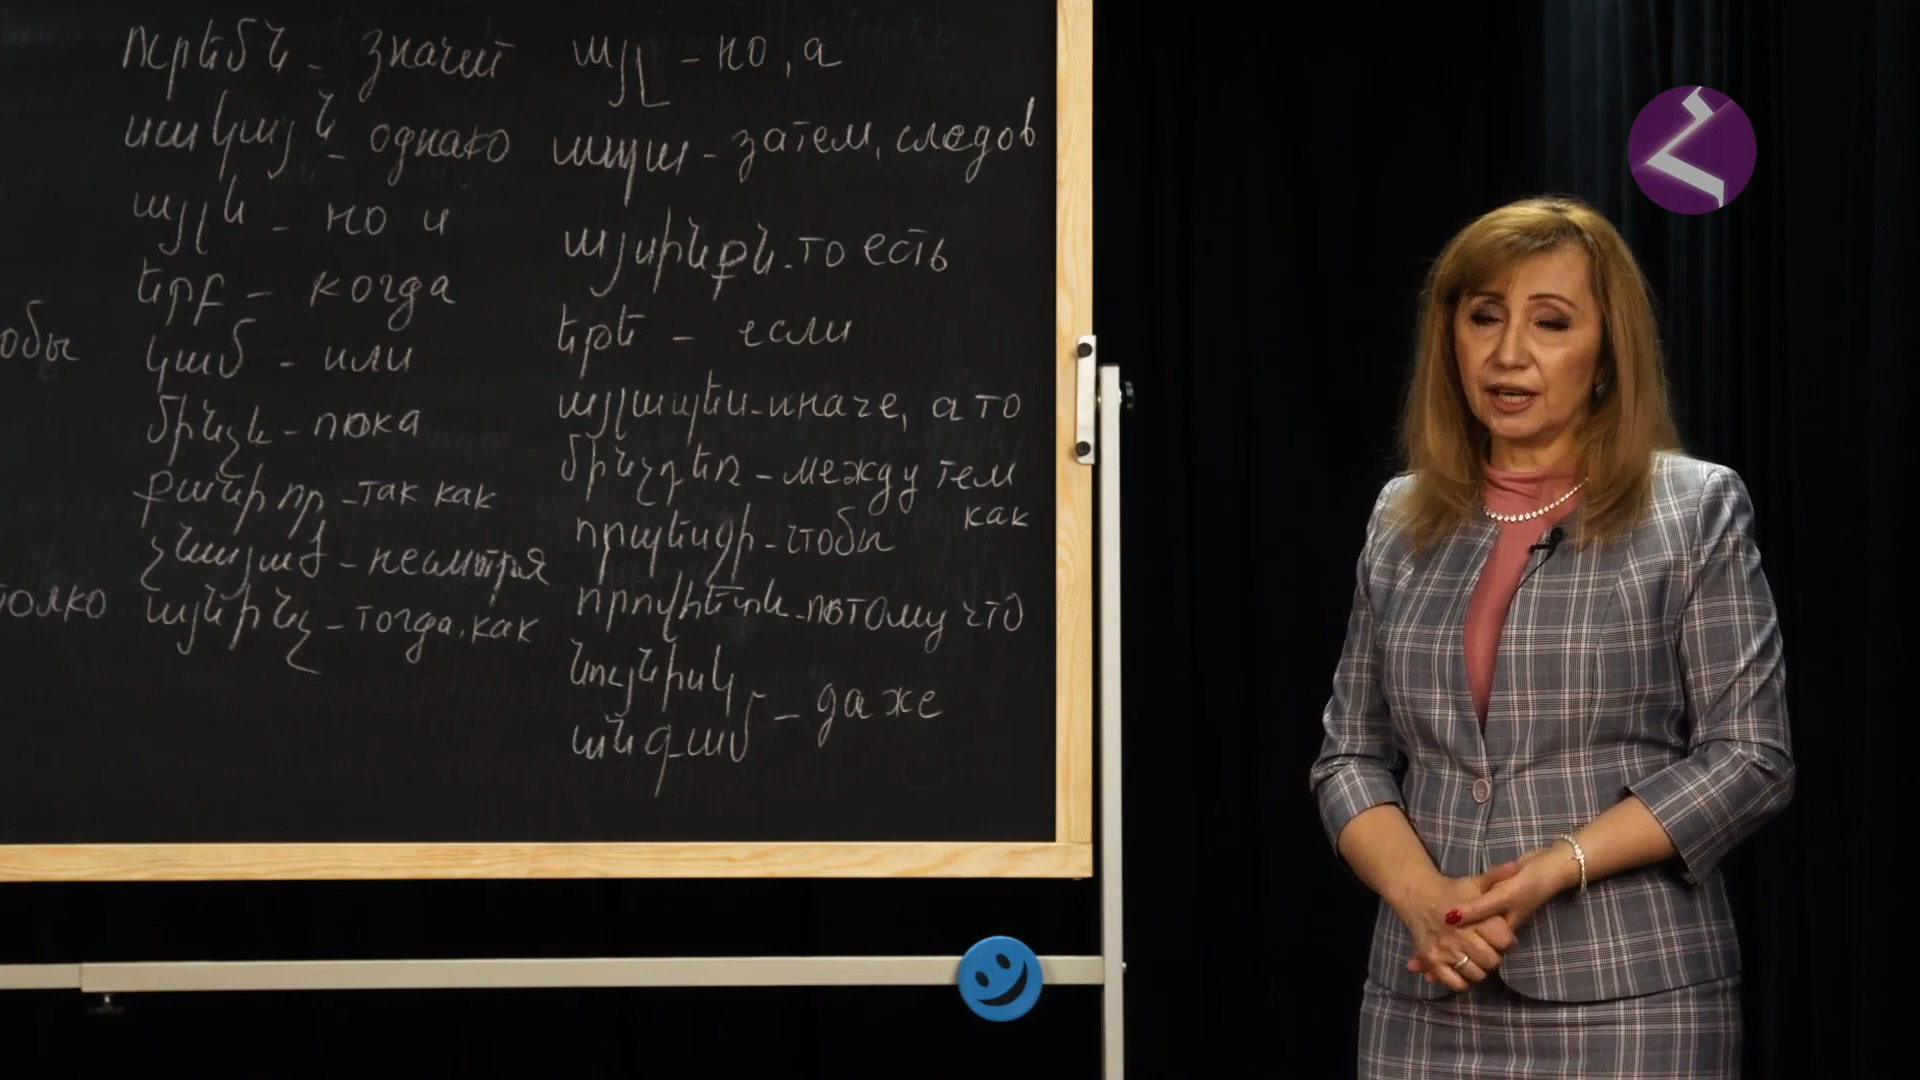 ուրեմն - значит
սակայն - однако
այլև - но и
երբ - когда
կամ - или
մինչև - пока
քանի որ - так как
չնայած - несмотря
այնինչ - тогда, как
այլ - но, а
ապա - затем, следов
այսինքն - то есть
եթե - если
այլապես - иначе, а то
մինչդեռ - между тем
как
որպեսզի - чтобы
որովհետև - потому что
նույնիսկ
անգամ - даже
обы
толко